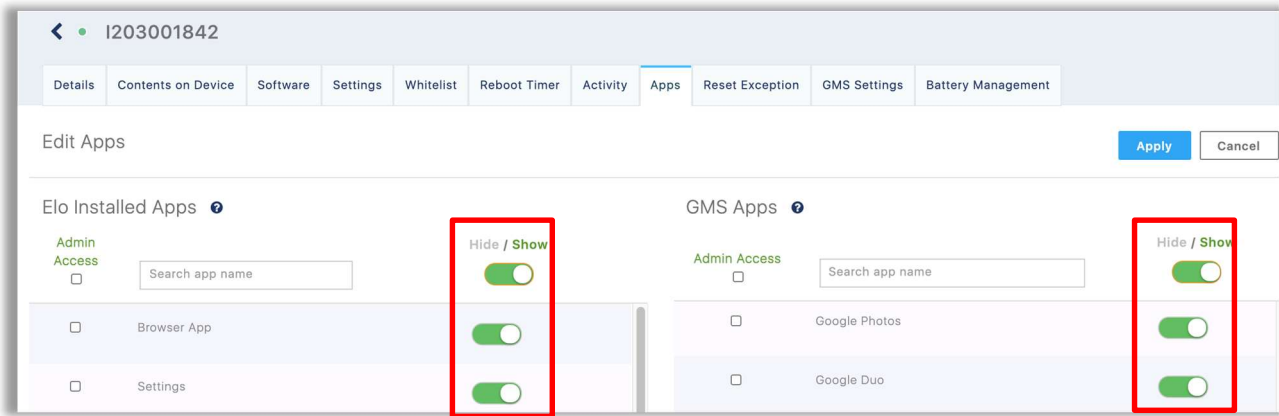 I203001842
Details Contents on Device Software Settings Whitelist Reboot Timer Activity Apps Reset Exception GMS Settings Battery Management
Edit Apps
Apply Cancel
Elo Installed Apps ?
Admin Access
Search app name
Hide / Show
Browser App
Settings
GMS Apps ?
Admin Access
Search app name
Hide / Show
Google Photos
Google Duo